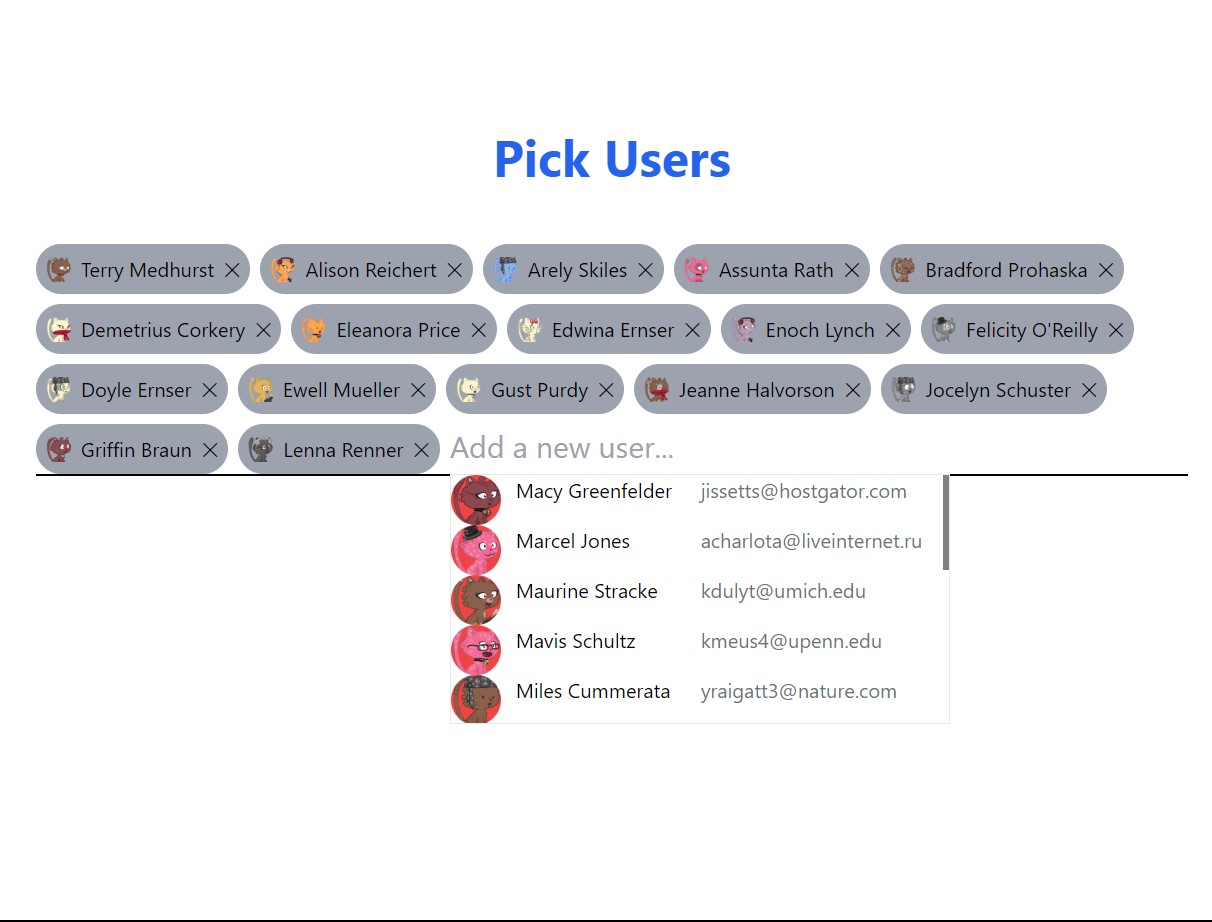 Pick Users
Terry Medhurst Alison Reichert Arely Skiles Assunta Rath Bradford Prohaska
Demetrius Corkery Eleanora Price Edwina Ernser Enoch Lynch Felicity O'Reilly
Doyle Ernser Ewell Mueller Gust Purdy Jeanne Halvorson Jocelyn Schuster
Griffin Braun Lenna Renner Add a new user...
Macy Greenfelder jissetts@hostgator.com
Marcel Jones acharlota@liveinternet.ru
Maurine Stracke kdulyt@umich.edu
Mavis Schultz kmeus4@upenn.edu
Miles Cummerata yraigatt3@nature.com